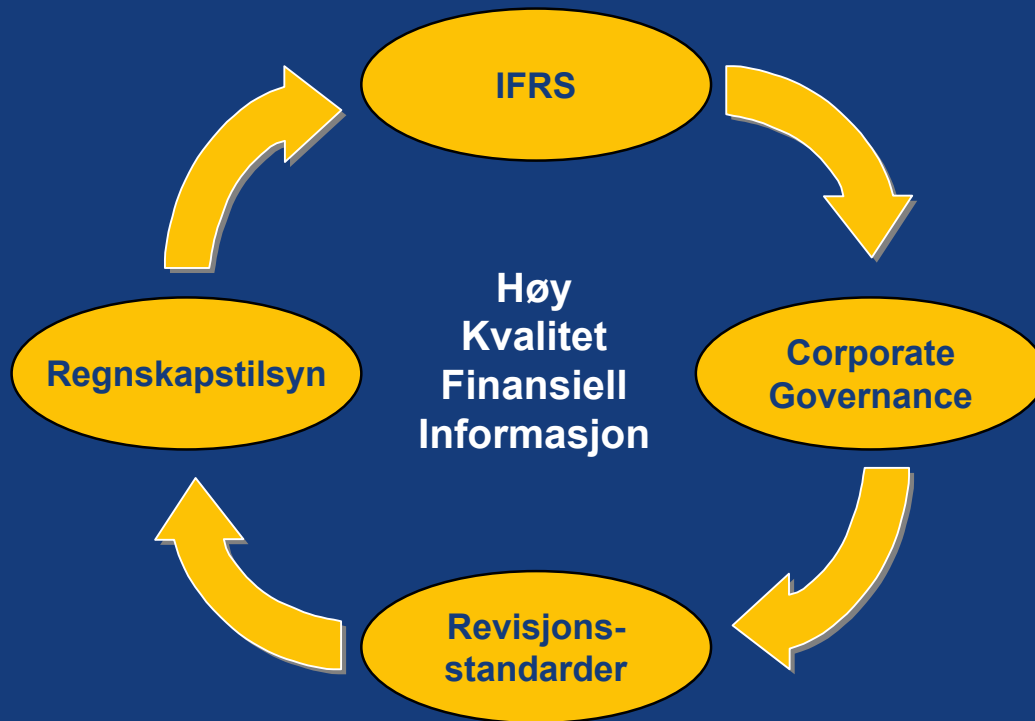 IFRS
Høy
Kvalitet
Finansiell
Informasjon
Regnskapstilsyn
Corporate
Governance
Revisjons-
standarder